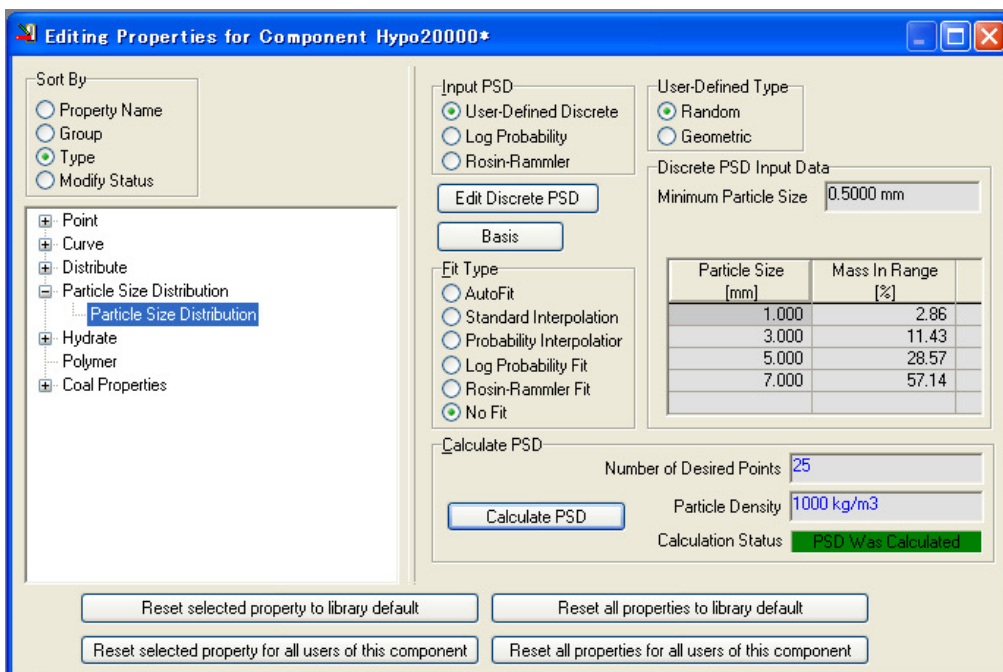 Editing Properties for Component Hypo20000*
Sort By
Property Name
Group
Type
Modify Status
Point
Curve
Distribute
Particle Size Distribution
Particle Size Distribution
Hydrate
Polymer
Coal Properties
Input PSD
User-Defined Discrete
Log Probability
Rosin-Rammler
Edit Discrete PSD
Basis
Fit Type
AutoFit
Standard Interpolation
Probability Interpolatior
Log Probability Fit
Rosin-Rammler Fit
No Fit
User-Defined Type
Random
Geometric
Discrete PSD Input Data
Minimum Particle Size 0.5000 mm
Particle Size [mm] Mass In Range [%]
1.000 2.86
3.000 11.43
5.000 28.57
7.000 57.14
Calculate PSD
Number of Desired Points 25
Particle Density 1000 kg/m3
Calculate PSD
Calculation Status PSD Was Calculated
Reset selected property to library default
Reset all properties to library default
Reset selected property for all users of this component
Reset all properties for all users of this component